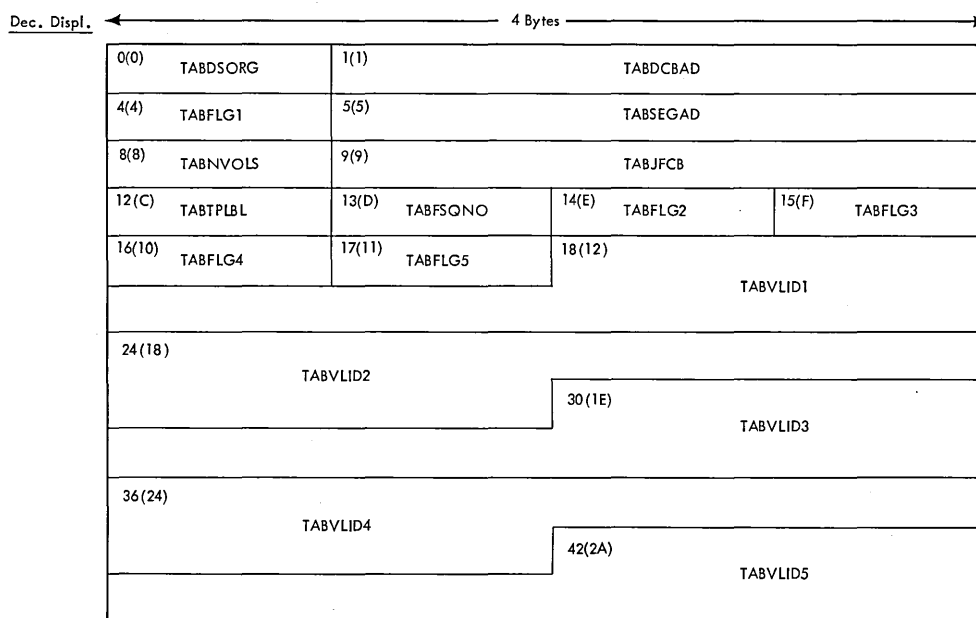 Dec. Displ. 4 Bytes
0(0) TABDSORG 1(1) TABDCBAD
4(4) TABFLG1 5(5) TABSEGAD
8(8) TABNVOLS 9(9) TABJFCB
12(C) TABTPLBL 13(D) TABFSQNO 14(E) TABFLG2 15(F) TABFLG3
16(10) TABFLG4 17(11) TABFLG5 18(12) TABVLID1
24(18) TABVLID2
30(1E) TABVLID3
36(24) TABVLID4
42(2A) TABVLID5